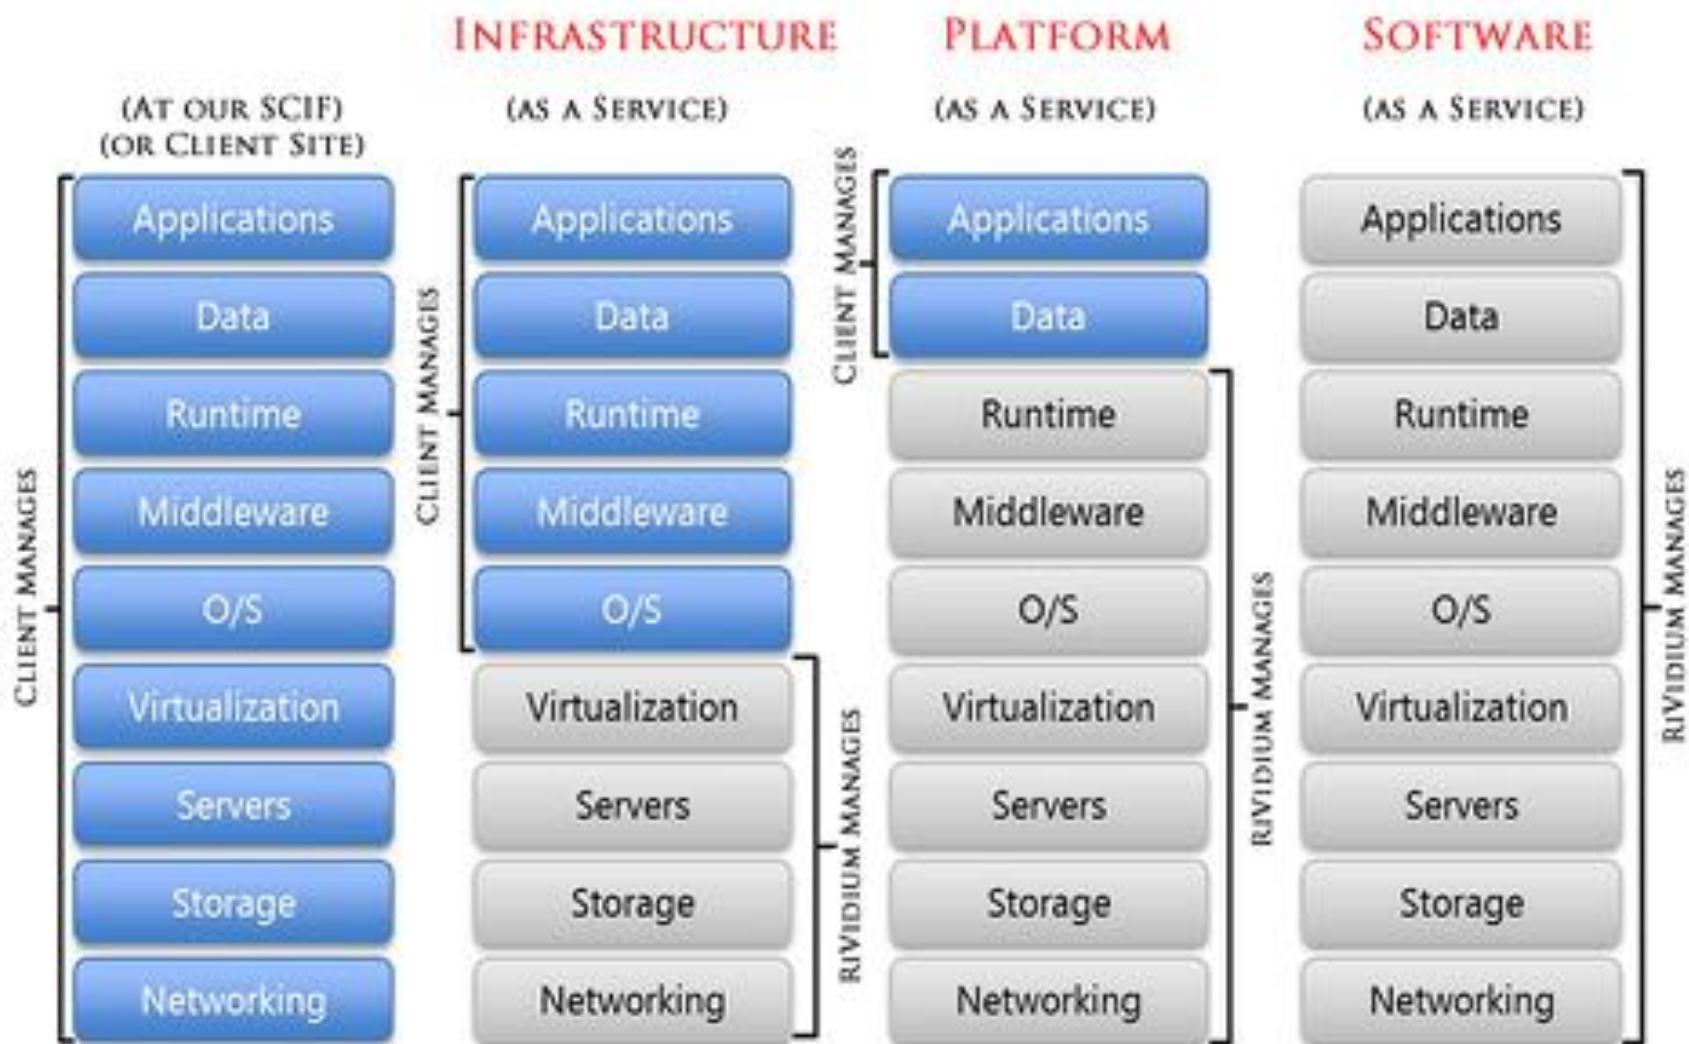 INFRASTRUCTURE
PLATFORM
SOFTWARE
(AT OUR SCIF)
(OR CLIENT SITE)
(AS A SERVICE)
(AS A SERVICE)
(AS A SERVICE)
CLIENT MANAGES
Applications
Data
Runtime
Middleware
O/S
Virtualization
Servers
Storage
Networking
CLIENT MANAGES
Applications
Data
Runtime
Middleware
O/S
Virtualization
Servers
Storage
Networking
RIVIDIUM MANAGES
CLIENT MANAGES
Applications
Data
Runtime
Middleware
O/S
Virtualization
Servers
Storage
Networking
RIVIDIUM MANAGES
Applications
Data
Runtime
Middleware
O/S
Virtualization
Servers
Storage
Networking
RIVIDIUM MANAGES